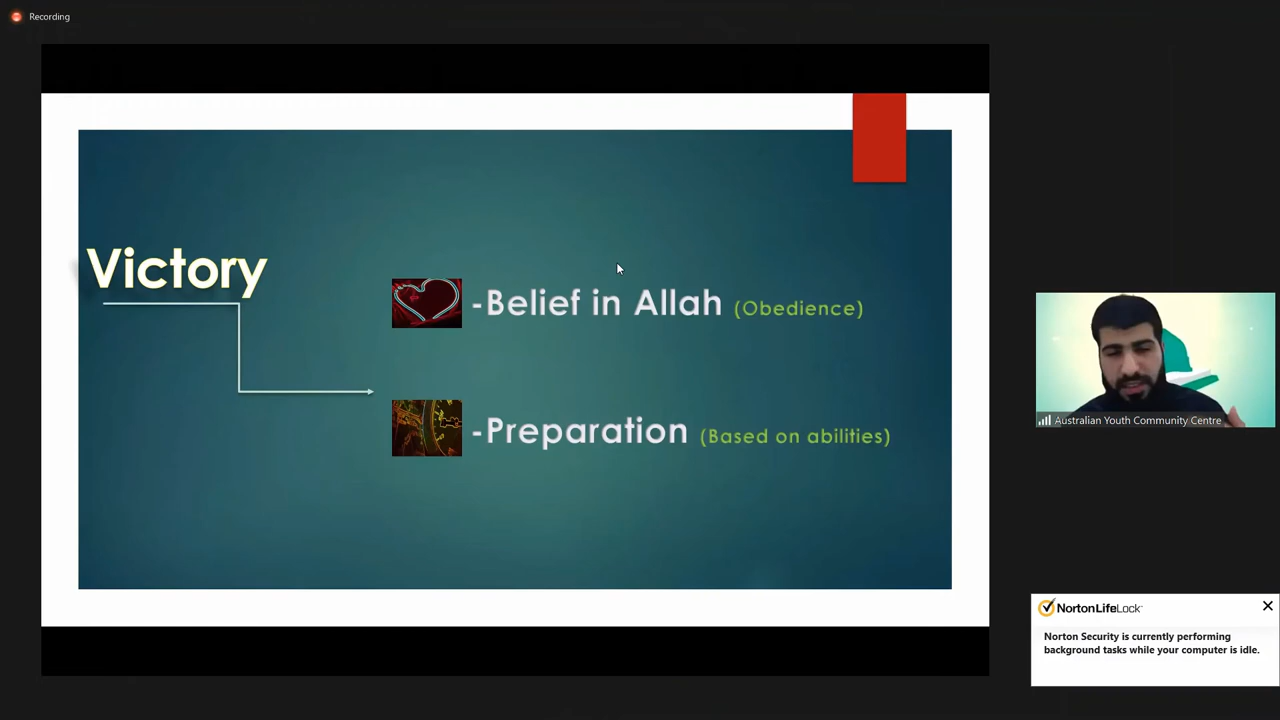 Recording
Victory
-Belief in Allah (Obedience)
-Preparation (Based on abilities)
Australian Youth Community Centre
NortonLifeLock
Norton Security is currently performing
background tasks while your computer is idle.